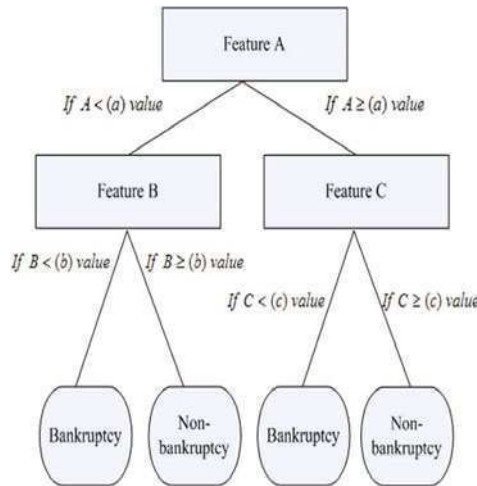 Feature A
If A < (a) value
If A ≥ (a) value
Feature B
Feature C
If B < (b) value
If B ≥ (b) value
If C < (c) value
If C ≥ (c) value
Bankruptcy
Non-
bankruptcy
Bankruptcy
Non-
bankruptcy